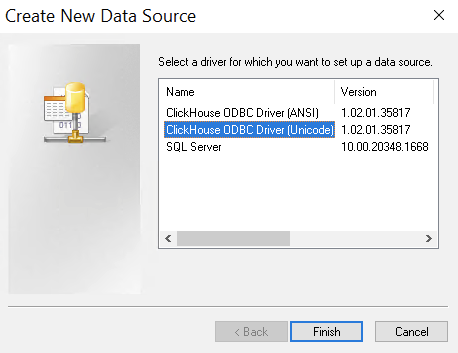 Create New Data Source
Select a driver for which you want to set up a data source.
Name Version
ClickHouse ODBC Driver (ANSI) 1.02.01.35817
ClickHouse ODBC Driver (Unicode) 1.02.01.35817
SQL Server 10.00.20348.1668
< Back Finish Cancel